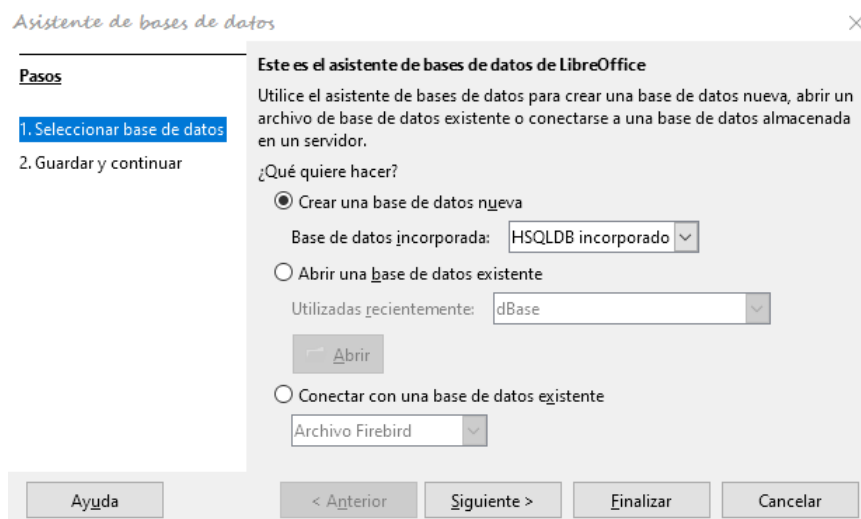 Asistente de bases de datos
Pasos
1. Seleccionar base de datos
2. Guardar y continuar
Este es el asistente de bases de datos de LibreOffice
Utilice el asistente de bases de datos para crear una base de datos nueva, abrir un
archivo de base de datos existente o conectarse a una base de datos almacenada
en un servidor.
¿Qué quiere hacer?
Crear una base de datos nueva
Base de datos incorporada: HSQLDB incorporado
Abrir una base de datos existente
Utilizadas recientemente: dBase
Abrir
Conectar con una base de datos existente
Archivo Firebird
Ayuda < Anterior Siguiente > Finalizar Cancelar